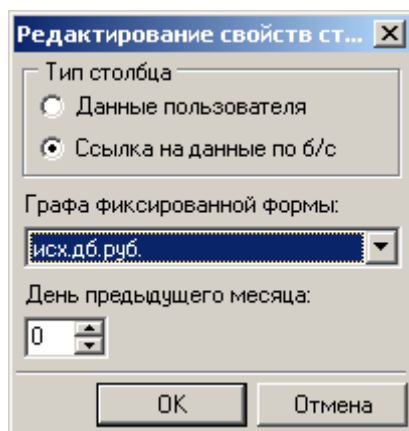 Редактирование свойств ст...
Тип столбца
Данные пользователя
Ссылка на данные по б/с
Графа фиксированной формы:
исх.дб.руб.
День предыдущего месяца:
0
OK
Отмена